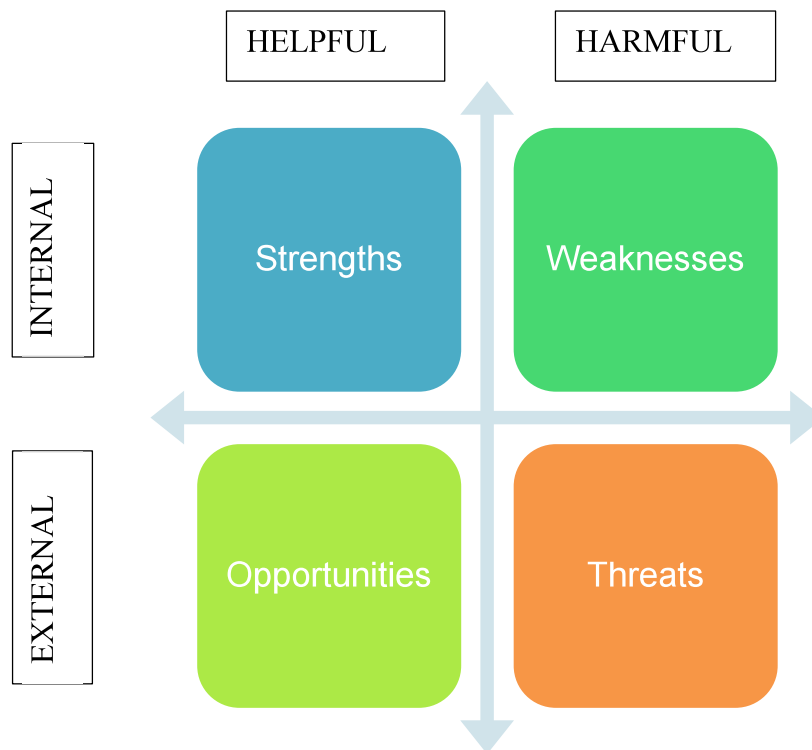 HELPFUL
HARMFUL
INTERNAL
Strengths
Weaknesses
EXTERNAL
Opportunities
Threats